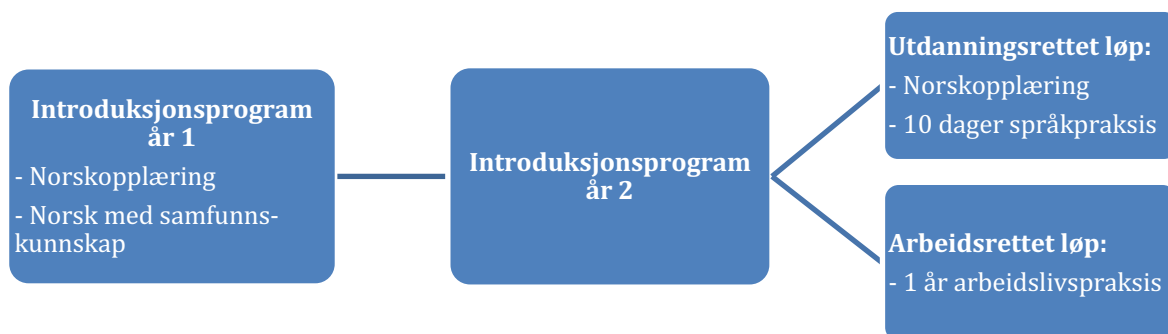 Introduksjonsprogram
år 1
- Norskopplæring
- Norsk med samfunns-
kunnskap
Introduksjonsprogram
år 2
Utdanningsrettet løp:
- Norskopplæring
- 10 dager språkpraksis
Arbeidsrettet løp:
- 1 år arbeidslivspraksis